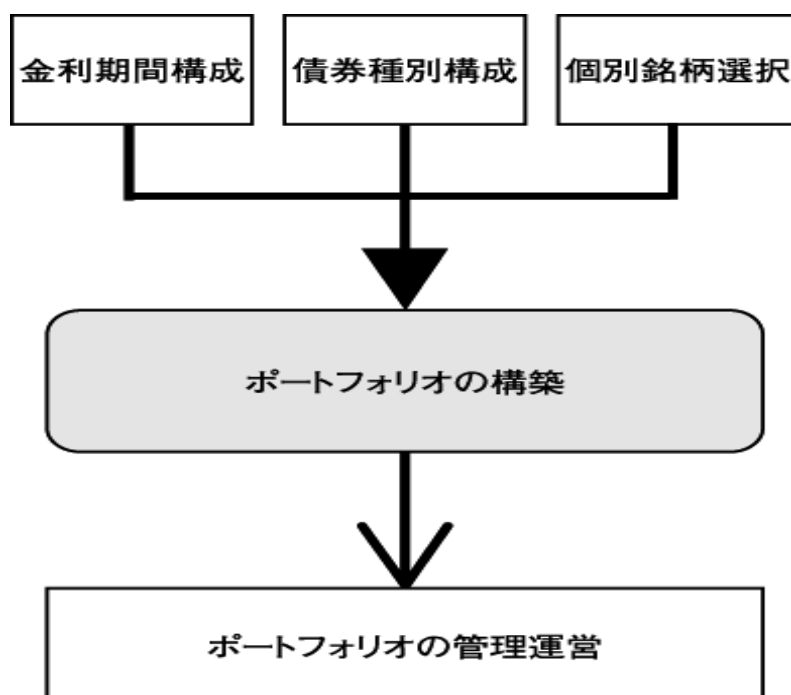 金利期間構成
債券種別構成
個別銘柄選択
ポートフォリオの構築
ポートフォリオの管理運営